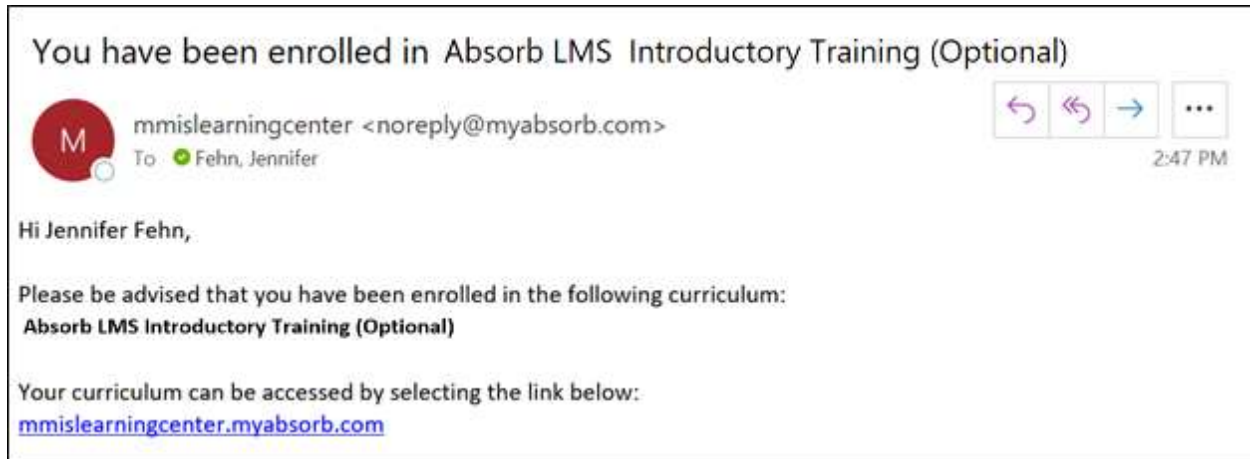 You have been enrolled in Absorb LMS Introductory Training (Optional)
M
mmislearningcenter <noreply@myabsorb.com>
To Fehn, Jennifer
2:47 PM
Hi Jennifer Fehn,
Please be advised that you have been enrolled in the following curriculum:
Absorb LMS Introductory Training (Optional)
Your curriculum can be accessed by selecting the link below:
mmislearningcenter.myabsorb.com